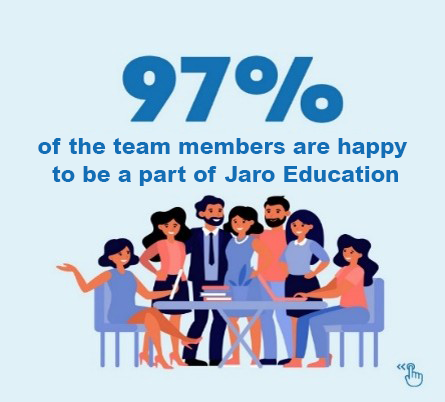 97%
of the team members are happy
to be a part of Jaro Education